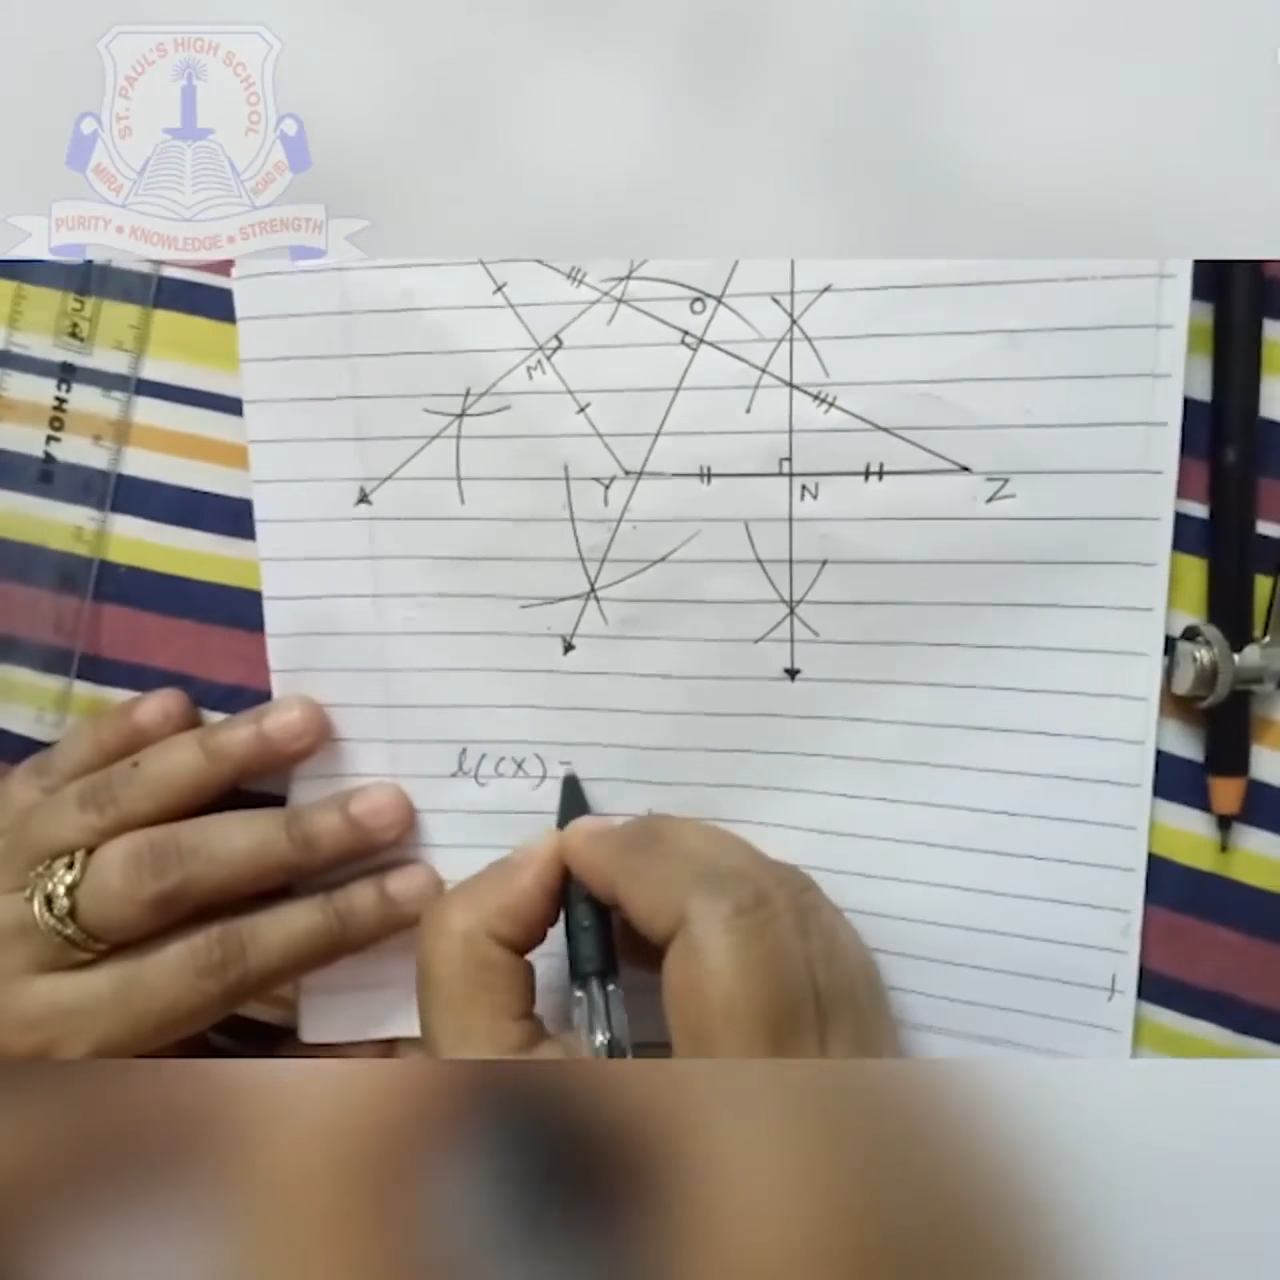 ST. PAUL'S HIGH SCHOOL
MIRA ROAD (E)
PURITY • KNOWLEDGE • STRENGTH
SCHOLAR
O
M
Y
N
Z
l(CX) =